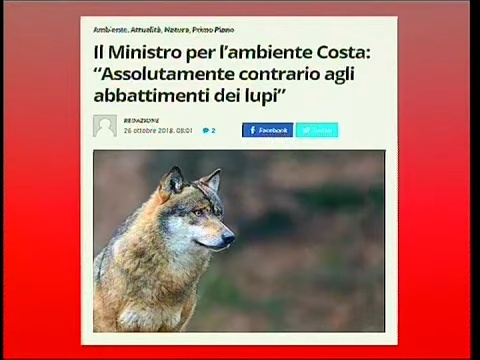 Ambiente, Attualità, Natura, Primo Piano
Il Ministro per l’ambiente Costa:
“Assolutamente contrario agli
abbattimenti dei lupi”
REDAZIONE
26 ottobre 2018, 08:01 2 Facebook Twitter